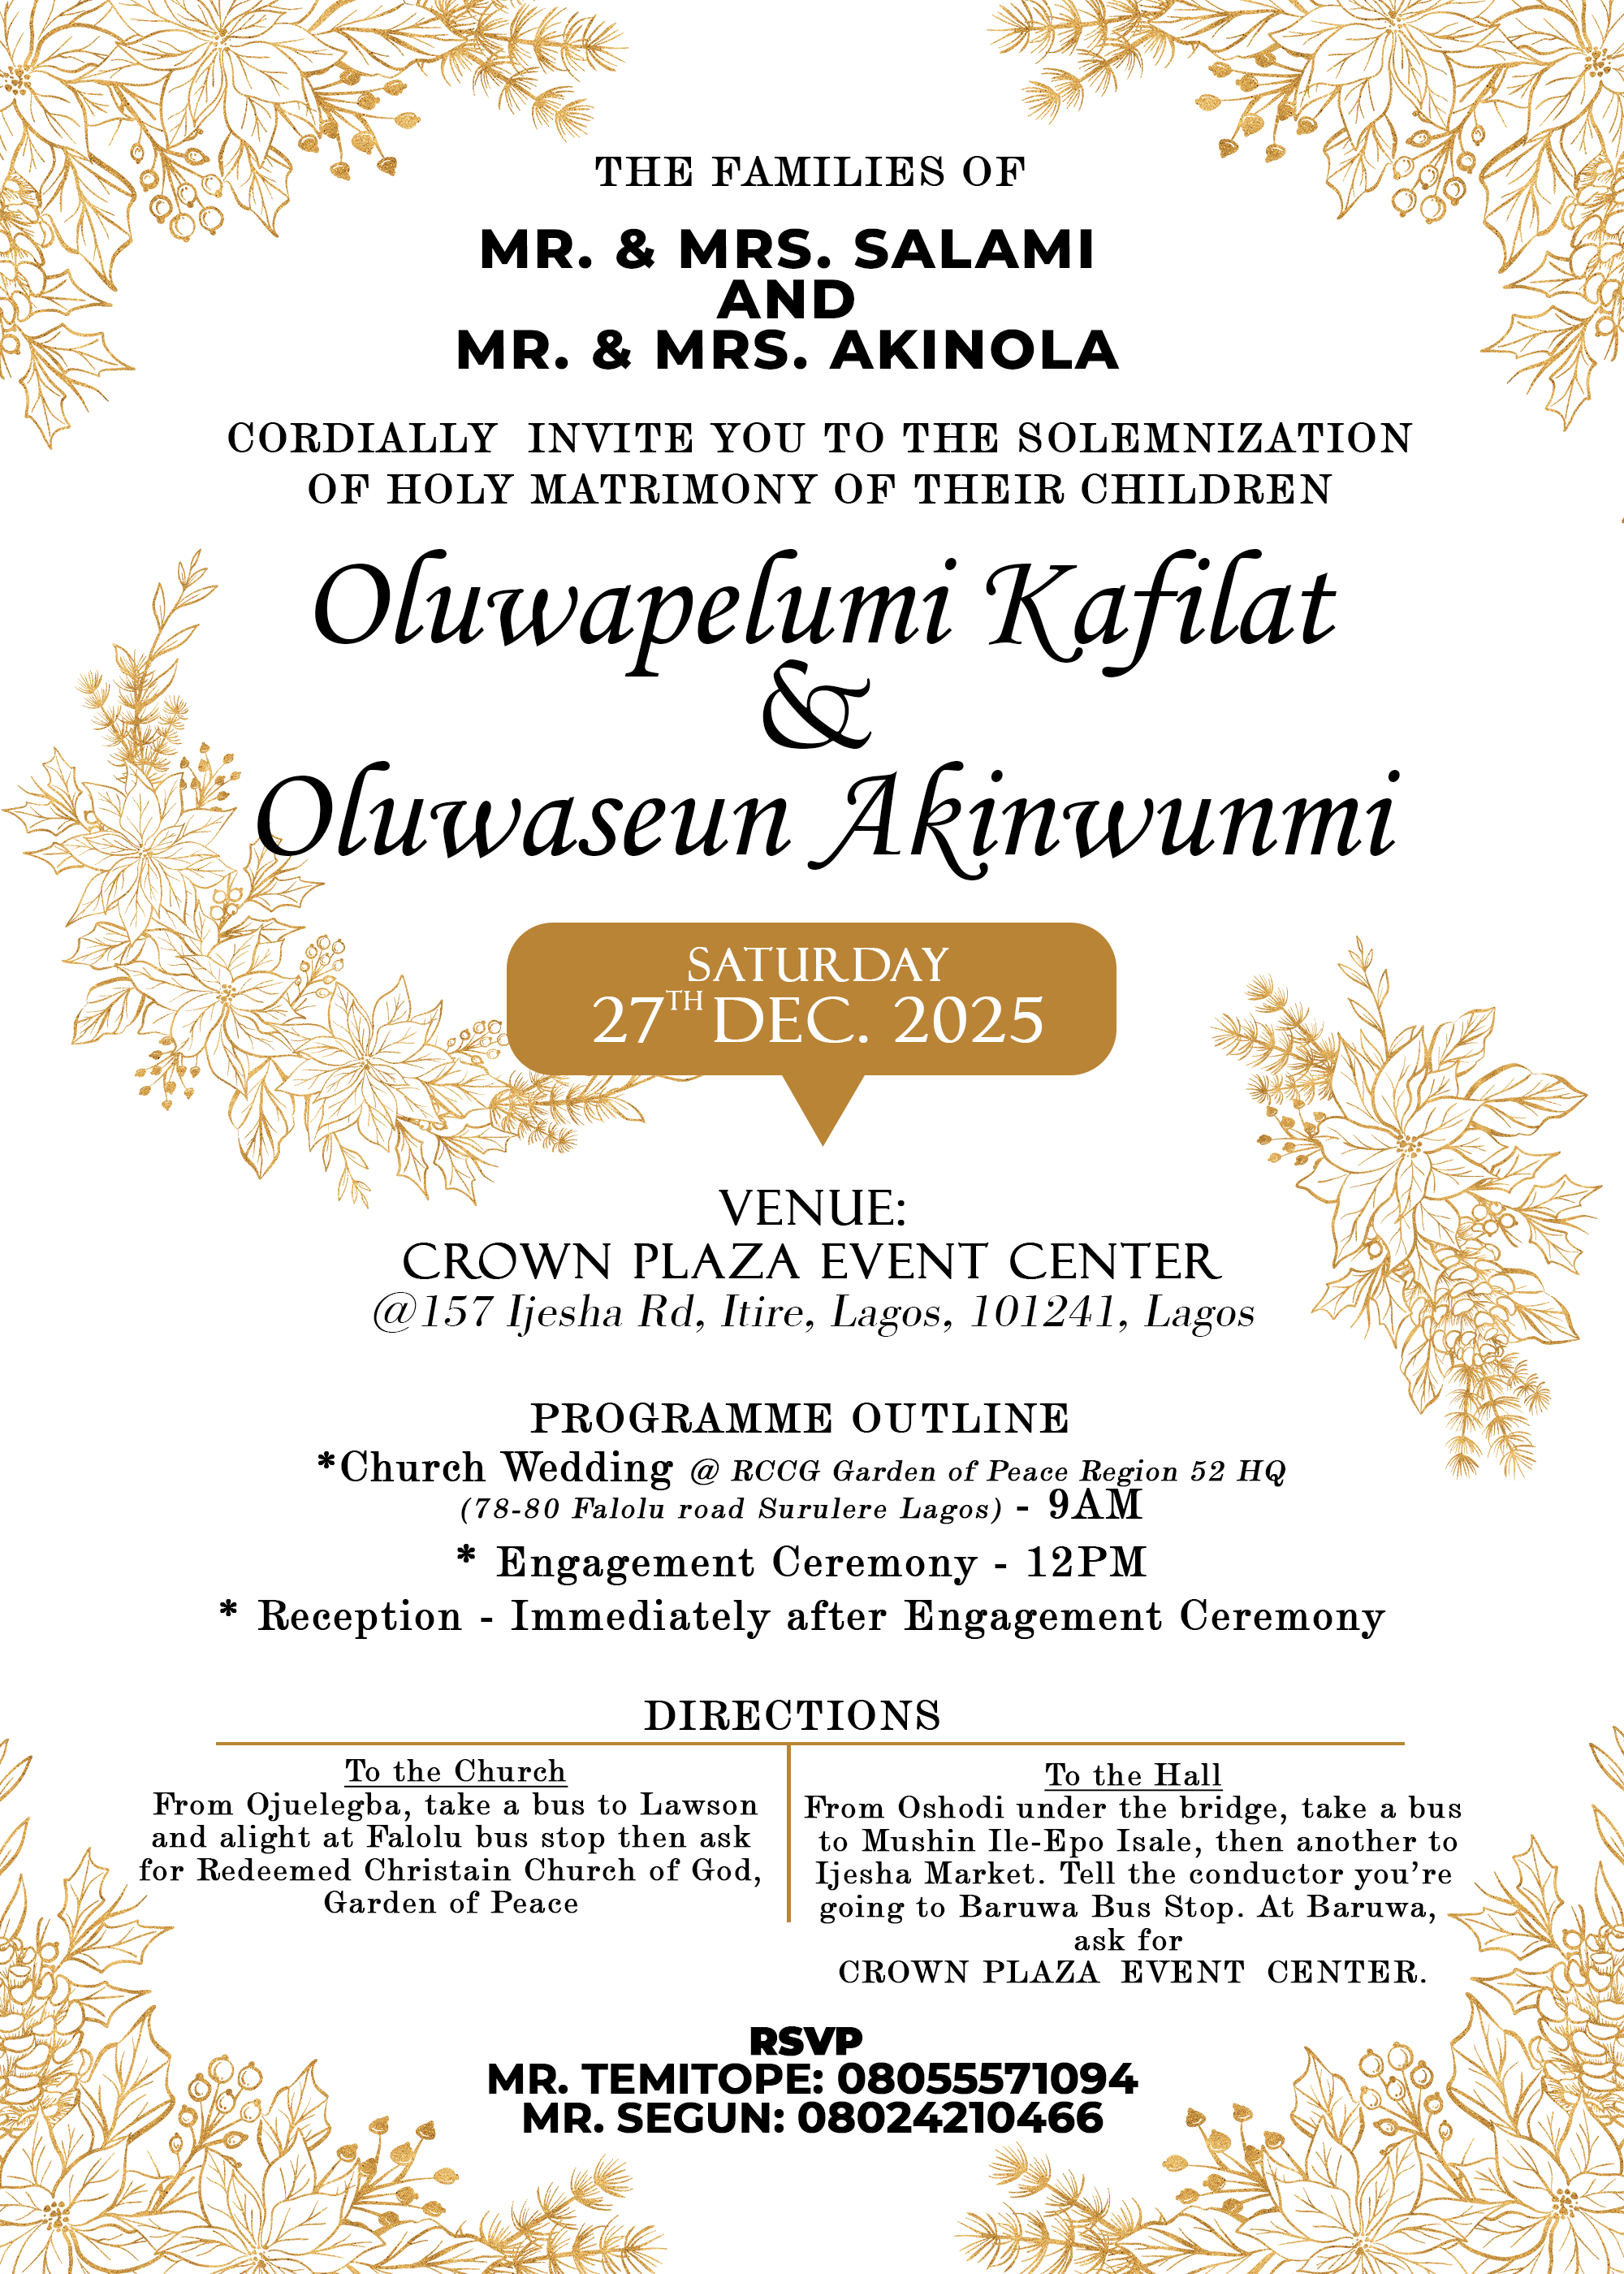 THE FAMILIES OF
MR. & MRS. SALAMI
AND
MR. & MRS. AKINOLA
CORDIALLY INVITE YOU TO THE SOLEMNIZATION
OF HOLY MATRIMONY OF THEIR CHILDREN
Oluwapelumi Kafilat
&
Oluwaseun Akinwunmi
SATURDAY
27TH DEC. 2025
VENUE:
CROWN PLAZA EVENT CENTER
@157 Ijesha Rd, Itire, Lagos, 101241, Lagos
PROGRAMME OUTLINE
*Church Wedding @ RCCG Garden of Peace Region 52 HQ
(78-80 Falolu road Surulere Lagos) - 9AM
* Engagement Ceremony - 12PM
* Reception - Immediately after Engagement Ceremony
DIRECTIONS
To the Church
From Ojuelegba, take a bus to Lawson
and alight at Falolu bus stop then ask
for Redeemed Christain Church of God,
Garden of Peace
To the Hall
From Oshodi under the bridge, take a bus
to Mushin Ile-Epo Isale, then another to
Ijesha Market. Tell the conductor you’re
going to Baruwa Bus Stop. At Baruwa,
ask for
CROWN PLAZA EVENT CENTER.
RSVP
MR. TEMITOPE: 08055571094
MR. SEGUN: 08024210466